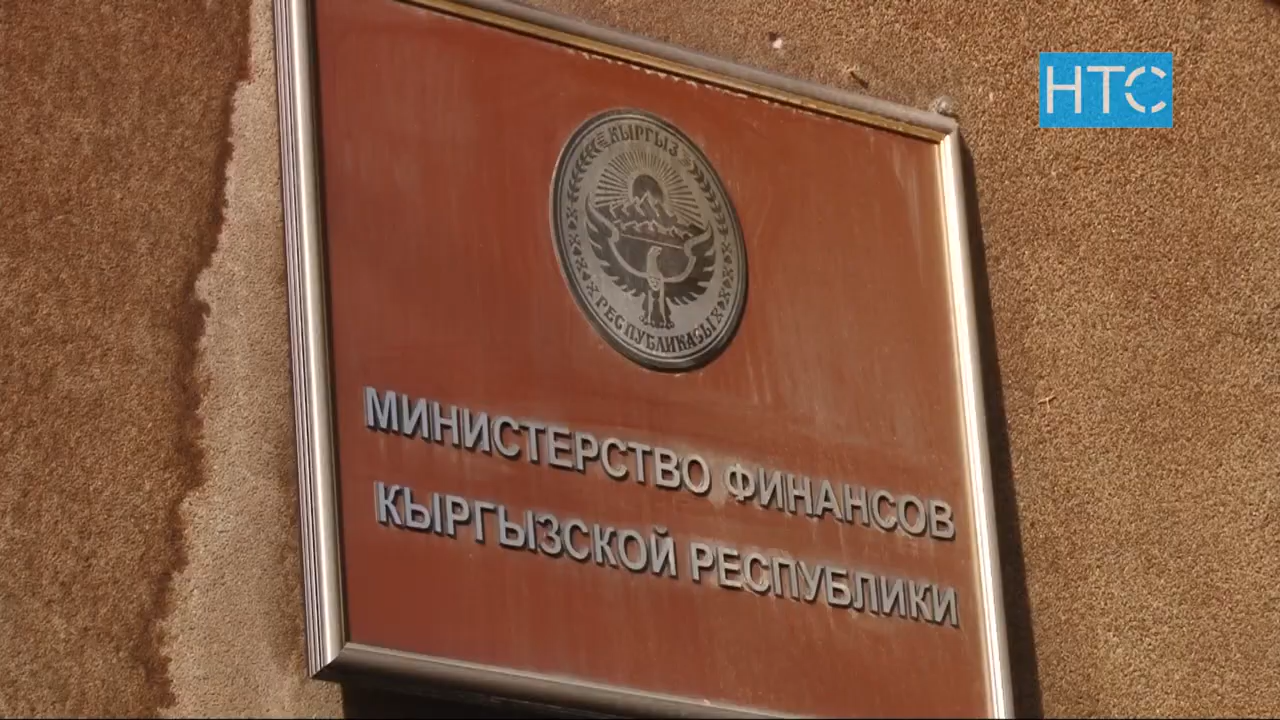 НТС
КЫРГЫЗ
РЕСПУБЛИКАСЫ
МИНИСТЕРСТВО ФИНАНСОВ
КЫРГЫЗСКОЙ РЕСПУБЛИКИ